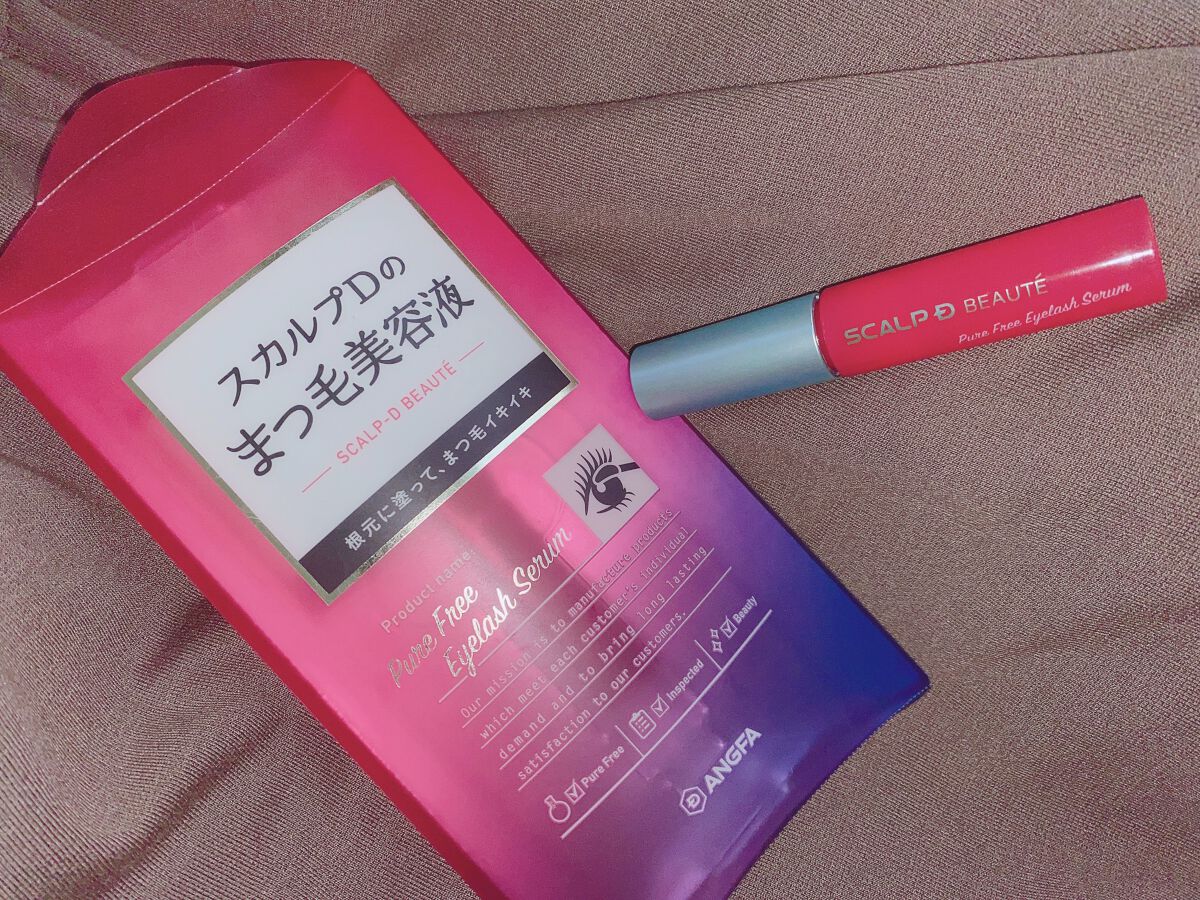 スカルプDの
まつ毛美容液
SCALP-D BEAUTÉ
根元に塗って、まつ毛イキイキ
Product name:
Pure Free
Eyelash Serum
Our mission is to manufacture products
which meet each customer's individual
demand and to bring long lasting
satisfaction to our customers.
Pure Free
Inspected
Beauty
ANGFA
SCALP-D BEAUTÉ
Pure Free Eyelash Serum